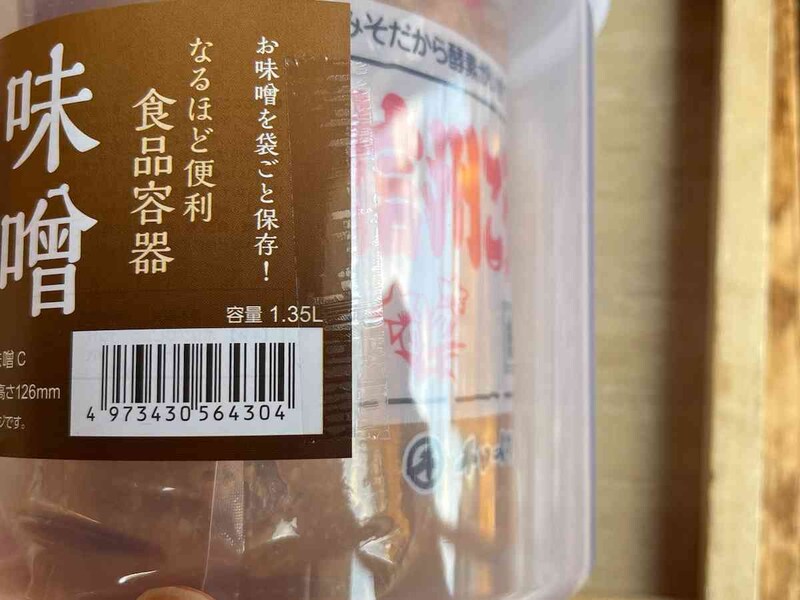 お味噌を袋ごと保存!
なるほど便利
食品容器
味噌
容量 1.35L
噌 C
高さ126mm
です。
4 973430 564304
みそだから酵素が